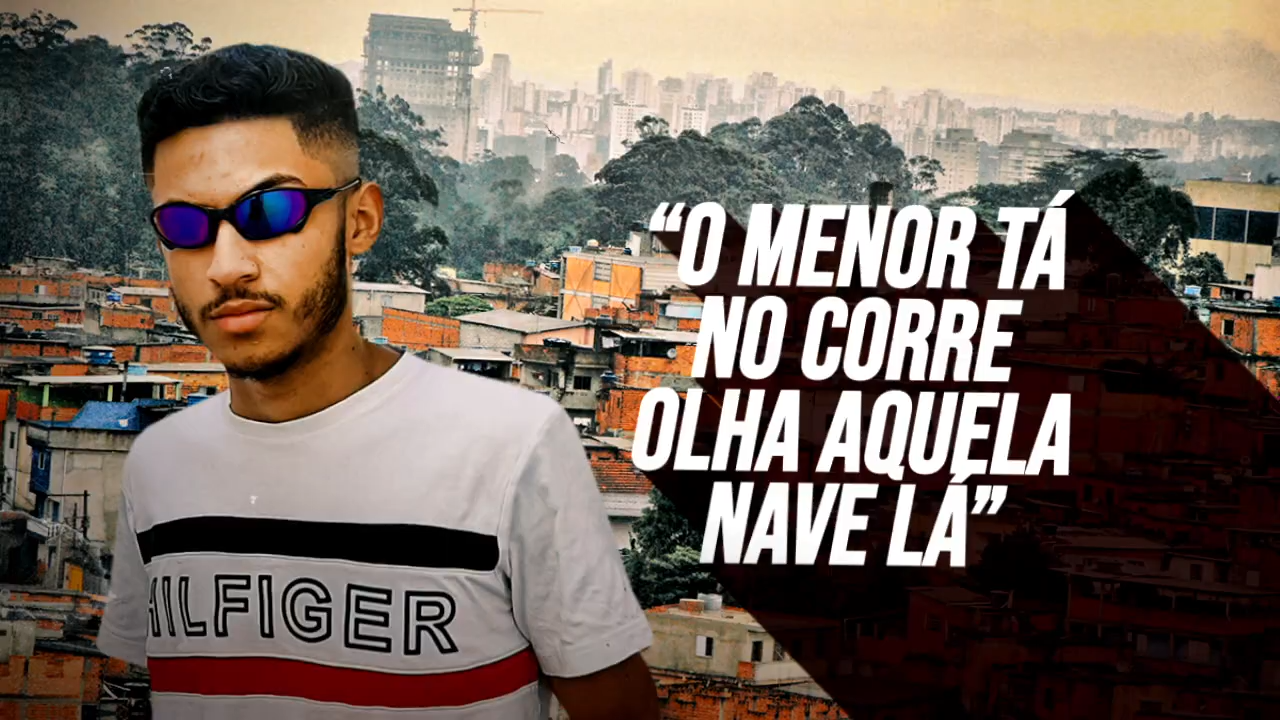 “O MENOR TÁ
NO CORRE
OLHA AQUELA
NAVE LÁ”
HILFIGER